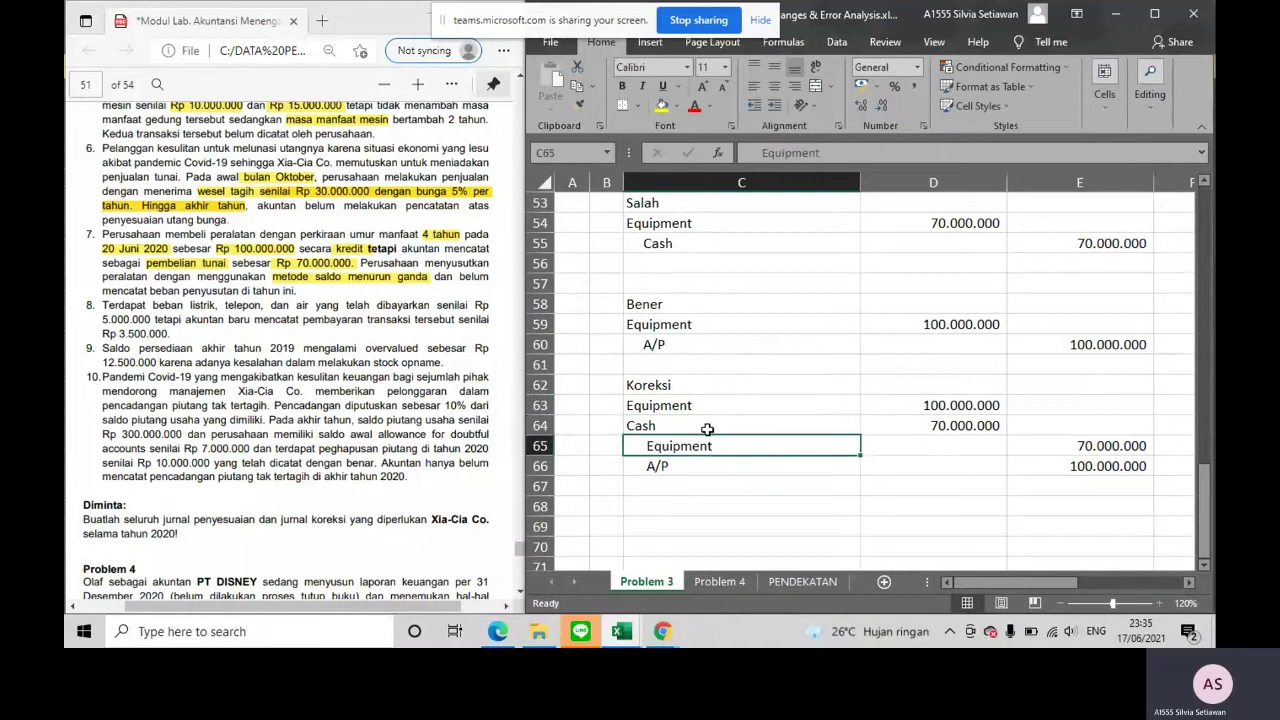 *Modul Lab. Akuntansi Meneng
teams.microsoft.com is sharing your screen.
Stop sharing
Hide
nges & Error Analysis.xl...
A1555 Silvia Setiawan
File
C:/DATA%20PE...
Not syncing
51 of 54
File Home Insert Page Layout Formulas Data Review View Help Tell me Share
Paste
Calibri 11
B I U
General
Conditional Formatting
Format as Table
Cell Styles
Cells
Editing
Clipboard Font Alignment Number Styles
C65
Equipment
mesin senilai Rp 10.000.000 dan Rp 15.000.000 tetapi tidak menambah masa
manfaat gedung tersebut sedangkan masa manfaat mesin bertambah 2 tahun.
Kedua transaksi tersebut belum dicatat oleh perusahaan.
6. Pelanggan kesulitan untuk melunasi utangnya karena situasi ekonomi yang lesu
akibat pandemic Covid-19 sehingga Xia-Cia Co. memutuskan untuk meniadakan
penjualan tunai. Pada awal bulan Oktober, perusahaan melakukan penjualan
dengan menerima wesel tagih senilai Rp 30.000.000 dengan bunga 5% per
tahun. Hingga akhir tahun, akuntan belum melakukan pencatatan atas
penyesuaian utang bunga.
7. Perusahaan membeli peralatan dengan perkiraan umur manfaat 4 tahun pada
20 Juni 2020 sebesar Rp 100.000.000 secara kredit tetapi akuntan mencatat
sebagai pembelian tunai sebesar Rp 70.000.000. Perusahaan menyusutkan
peralatan dengan menggunakan metode saldo menurun ganda dan belum
mencatat beban penyusutan di tahun ini.
8. Terdapat beban listrik, telepon, dan air yang telah dibayarkan senilai Rp
5.000.000 tetapi akuntan baru mencatat pembayaran transaksi tersebut senilai
Rp 3.500.000.
9. Saldo persediaan akhir tahun 2019 mengalami overvalued sebesar Rp
12.500.000 karena adanya kesalahan dalam melakukan stock opname.
10. Pandemi Covid-19 yang mengakibatkan kesulitan keuangan bagi sejumlah pihak
mendorong manajemen Xia-Cia Co. memberikan pelonggaran dalam
pencadangan piutang tak tertagih. Pencadangan diputuskan sebesar 10% dari
saldo piutang usaha yang dimiliki. Pada akhir tahun, saldo piutang usaha senilai
Rp 300.000.000 dan perusahaan memiliki saldo awal allowance for doubtful
accounts senilai Rp 7.000.000 dan terdapat peghapusan piutang di tahun 2020
senilai Rp 10.000.000 yang telah dicatat dengan benar. Akuntan hanya belum
mencatat pencadangan piutang tak tertagih di akhir tahun 2020.
Diminta:
Buatlah seluruh jurnal penyesuaian dan jurnal koreksi yang diperlukan Xia-Cia Co.
selama tahun 2020!
Problem 4
Olaf sebagai akuntan PT DISNEY sedang menyusun laporan keuangan per 31
Desember 2020 (belum dilakukan proses tutup buku) dan menemukan hal-hal
A B C D E F
53 Salah
54 Equipment 70.000.000
55 Cash 70.000.000
56
57
58 Bener
59 Equipment 100.000.000
60 A/P 100.000.000
61
62 Koreksi
63 Equipment 100.000.000
64 Cash 70.000.000
65 Equipment 70.000.000
66 A/P 100.000.000
67
68
69
70
71
Problem 3 Problem 4 PENDEKATAN
Ready
120%
Type here to search
26°C Hujan ringan
ENG
23:35
17/06/2021
2
AS
A1555 Silvia Setiawan